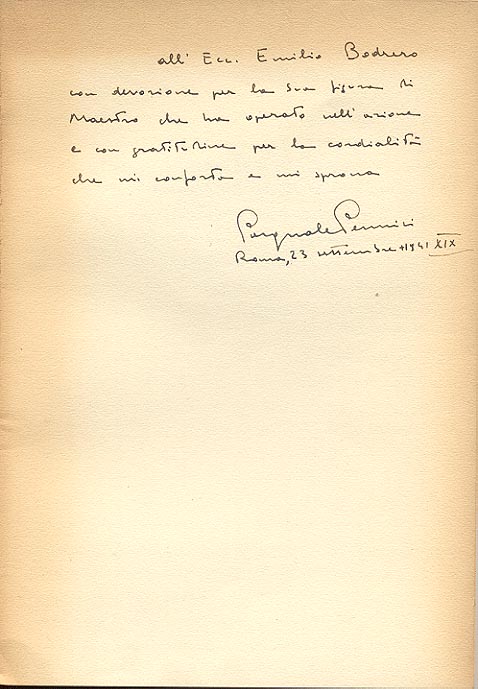 all' Ecc. Emilio Bodrero
con devozione per la Sua figura di
Maestro che ha operato nell'azione
e con gratitudine per la cordialità
che mi conforta e mi sprona
Pasquale Pennisi
Roma, 23 settembre 1941 XIX